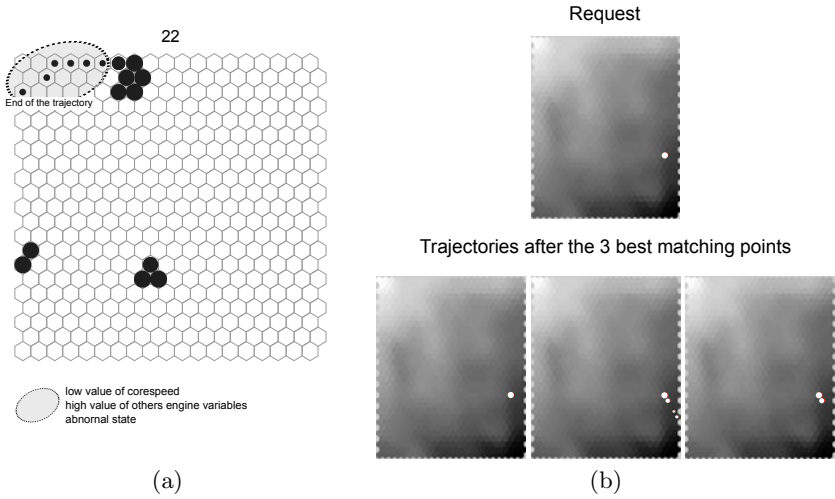 22
End of the trajectory
low value of corespeed
high value of others engine variables
abnornal state
(a)
Request
Trajectories after the 3 best matching points
(b)